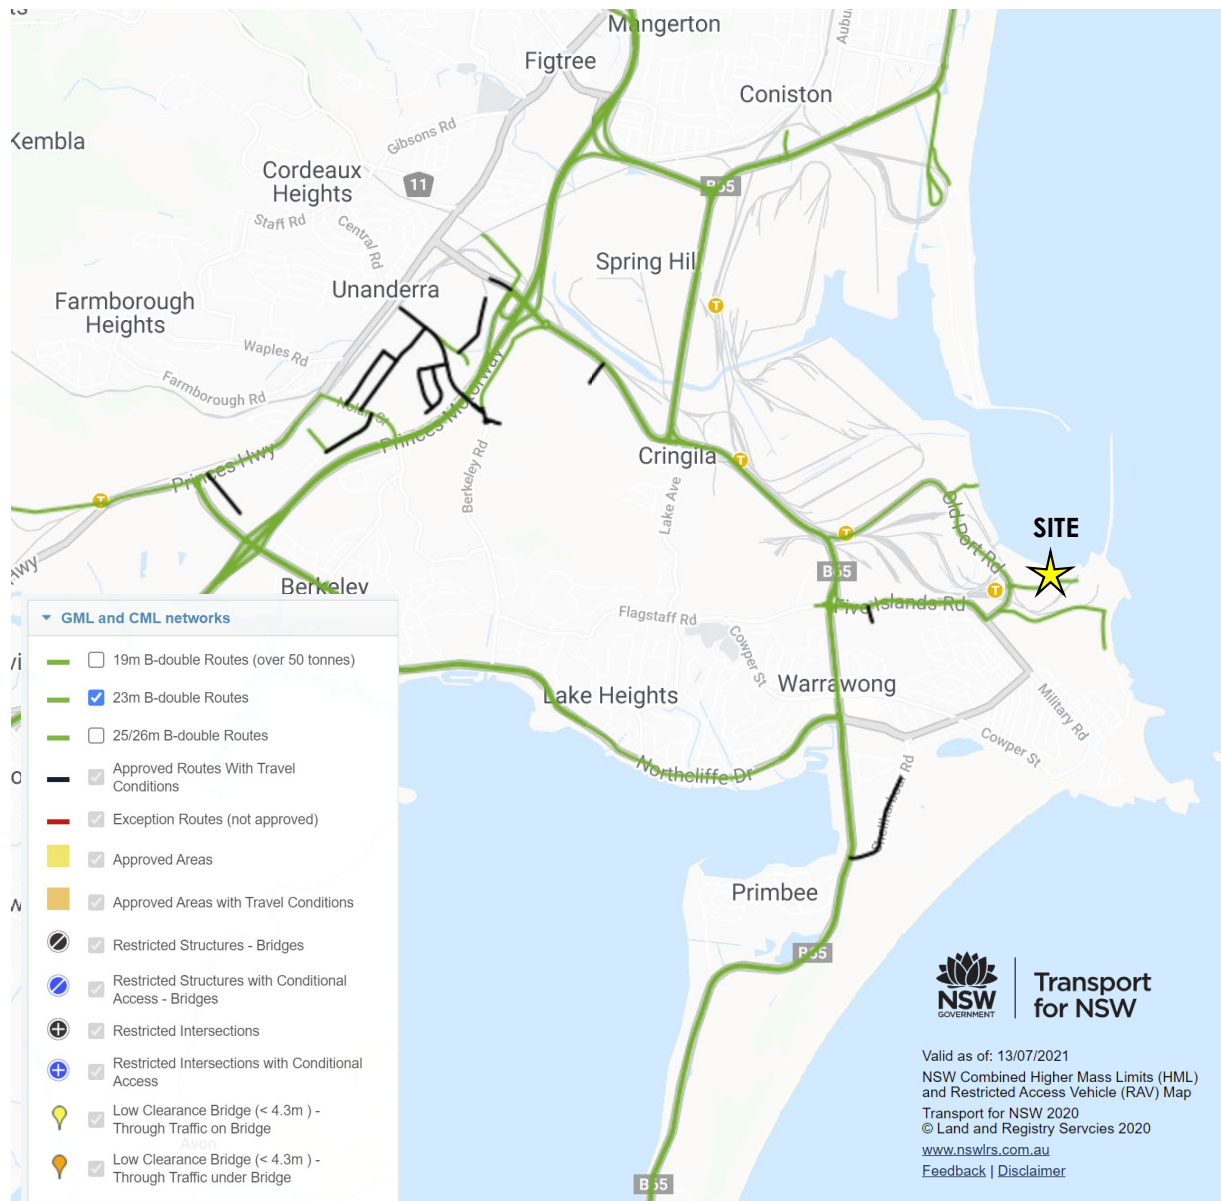 Mangerton
Figtree
Coniston
Kembla
Gibsons Rd
Cordeaux
Heights
11
B65
Staff Rd
Central Rd
Spring Hill
Unanderra
T
Farmborough
Heights
Waples Rd
Farmborough Rd
Nolan St
Princes Motorway
Princes Hwy
Cringila
T
Berkeley Rd
Lake Ave
Old Port Rd
T
T
SITE
B65
T
Berkeley
Five Islands Rd
Flagstaff Rd
Cowper St
Lake Heights
Warrawong
Military Rd
Cowper St
Northcliffe Dr
Primbee
B65
B65
GML and CML networks
19m B-double Routes (over 50 tonnes)
23m B-double Routes
25/26m B-double Routes
Approved Routes With Travel
Conditions
Exception Routes (not approved)
Approved Areas
Approved Areas with Travel Conditions
Restricted Structures - Bridges
Restricted Structures with Conditional
Access - Bridges
Restricted Intersections
Restricted Intersections with Conditional
Access
Low Clearance Bridge (< 4.3m ) -
Through Traffic on Bridge
Avon
Low Clearance Bridge (< 4.3m ) -
Through Traffic under Bridge
NSW
GOVERNMENT
Transport
for NSW
Valid as of: 13/07/2021
NSW Combined Higher Mass Limits (HML)
and Restricted Access Vehicle (RAV) Map
Transport for NSW 2020
© Land and Registry Servcies 2020
www.nswlrs.com.au
Feedback | Disclaimer